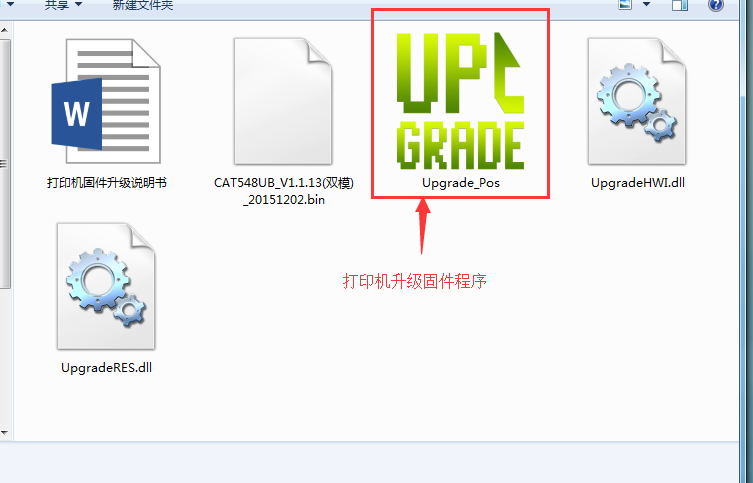 共享
新建文件夹
W
UPt
GRADE
打印机固件升级说明书
CAT548UB_V1.1.13(双模)
_20151202.bin
Upgrade_Pos
UpgradeHWI.dll
打印机升级固件程序
UpgradeRES.dll